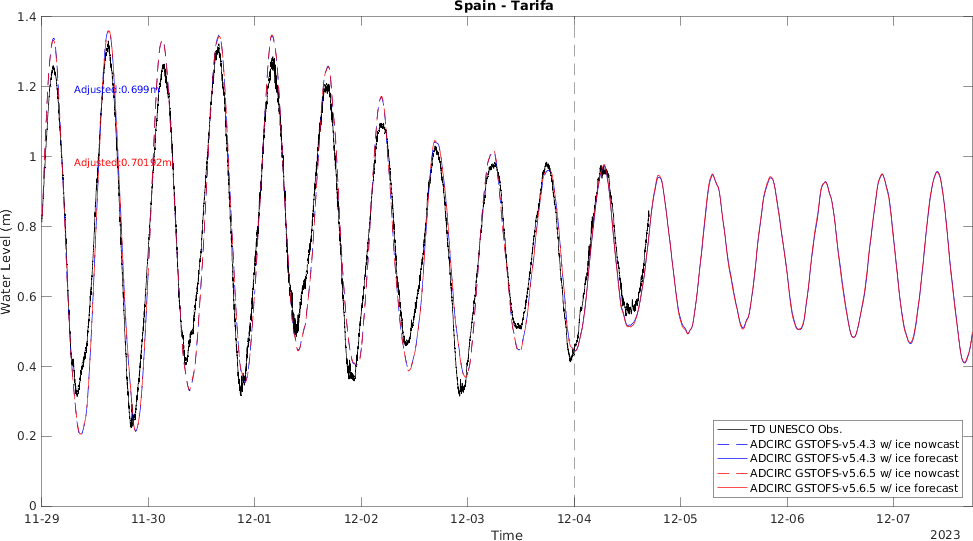 Spain - Tarifa
1.4
1.2
1
0.8
0.6
0.4
0.2
0
Water Level (m)
Adjusted:0.699m
Adjusted:0.70192m
TD UNESCO Obs.
ADCIRC GSTOFS-v5.4.3 w/ ice nowcast
ADCIRC GSTOFS-v5.4.3 w/ ice forecast
ADCIRC GSTOFS-v5.6.5 w/ ice nowcast
ADCIRC GSTOFS-v5.6.5 w/ ice forecast
11-29 11-30 12-01 12-02 12-03 12-04 12-05 12-06 12-07
Time
2023